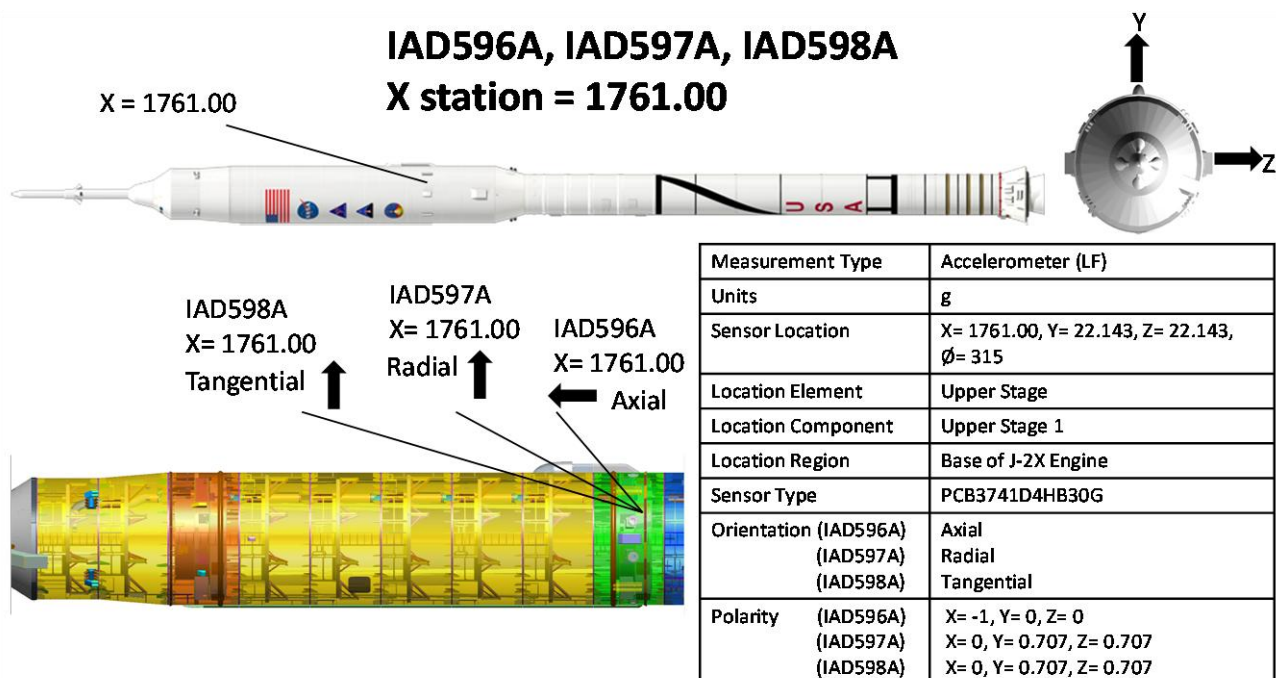 IAD596A, IAD597A, IAD598A
X station = 1761.00
X = 1761.00
Y
Z
USA
IAD598A
X= 1761.00
Tangential
IAD597A
X= 1761.00
Radial
IAD596A
X= 1761.00
Axial
Measurement Type Accelerometer (LF)
Units g
Sensor Location X= 1761.00, Y= 22.143, Z= 22.143,
Ø= 315
Location Element Upper Stage
Location Component Upper Stage 1
Location Region Base of J-2X Engine
Sensor Type PCB3741D4HB30G
Orientation (IAD596A) Axial
(IAD597A) Radial
(IAD598A) Tangential
Polarity (IAD596A) X= -1, Y= 0, Z= 0
(IAD597A) X= 0, Y= 0.707, Z= 0.707
(IAD598A) X= 0, Y= 0.707, Z= 0.707